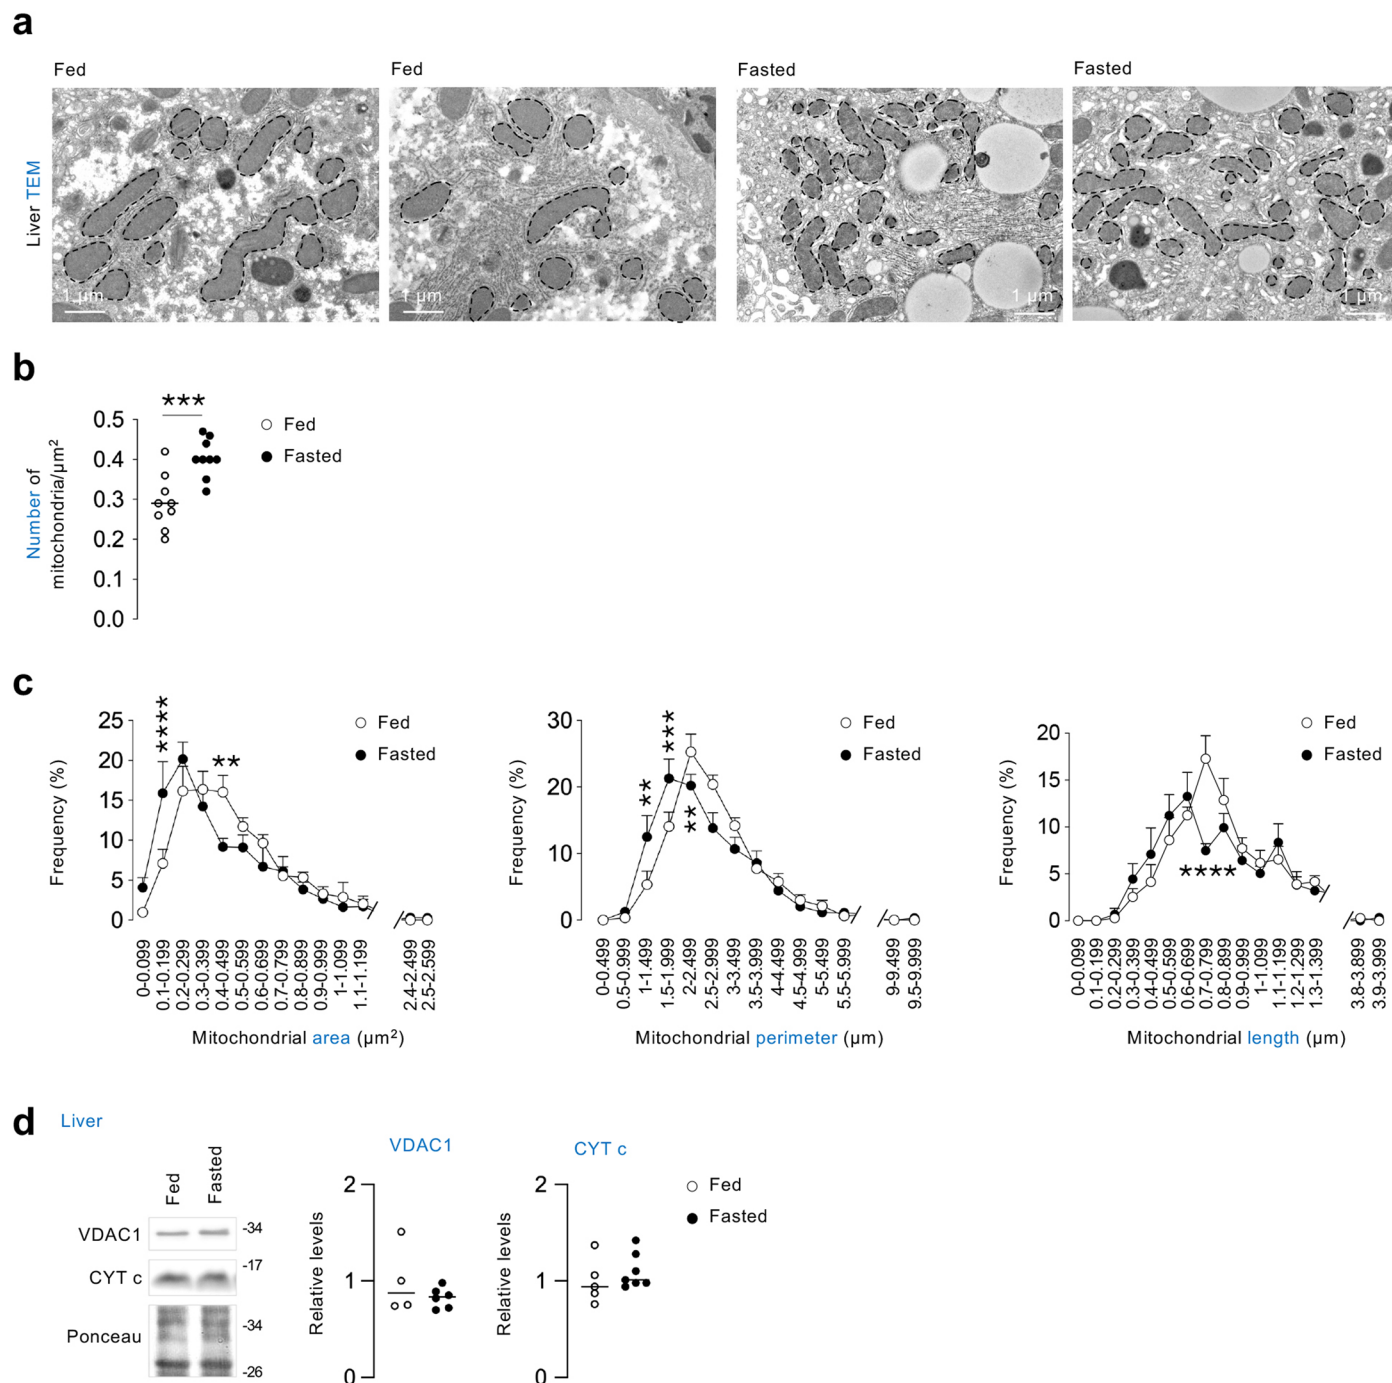 a
Fed
Fed
Fasted
Fasted
Liver TEM
1 µm
1 µm
1 µm
1 µm
b
***
Number of
mitochondria/µm²
0.5
0.4
0.3
0.2
0.1
0.0
Fed
Fasted
c
Frequency (%)
25
20
15
10
5
0
****
**
Fed
Fasted
0-0.099
0.1-0.199
0.2-0.299
0.3-0.399
0.4-0.499
0.5-0.599
0.6-0.699
0.7-0.799
0.8-0.899
0.9-0.999
1-1.099
1.1-1.199
2.4-2.499
2.5-2.599
Mitochondrial area (µm²)
Frequency (%)
30
20
10
0
**
***
**
Fed
Fasted
0-0.499
0.5-0.999
1-1.499
1.5-1.999
2-2.499
2.5-2.999
3-3.499
3.5-3.999
4-4.499
4.5-4.999
5-5.499
5.5-5.999
9-9.499
9.5-9.999
Mitochondrial perimeter (µm)
Frequency (%)
20
15
10
5
0
****
Fed
Fasted
0-0.099
0.1-0.199
0.2-0.299
0.3-0.399
0.4-0.499
0.5-0.599
0.6-0.699
0.7-0.799
0.8-0.899
0.9-0.999
1-1.099
1.1-1.199
1.2-1.299
1.3-1.399
3.8-3.899
3.9-3.999
Mitochondrial length (µm)
d
Liver
Fed
Fasted
VDAC1
-34
CYT c
-17
Ponceau
-34
-26
VDAC1
Relative levels
2
1
0
CYT c
Relative levels
2
1
0
Fed
Fasted